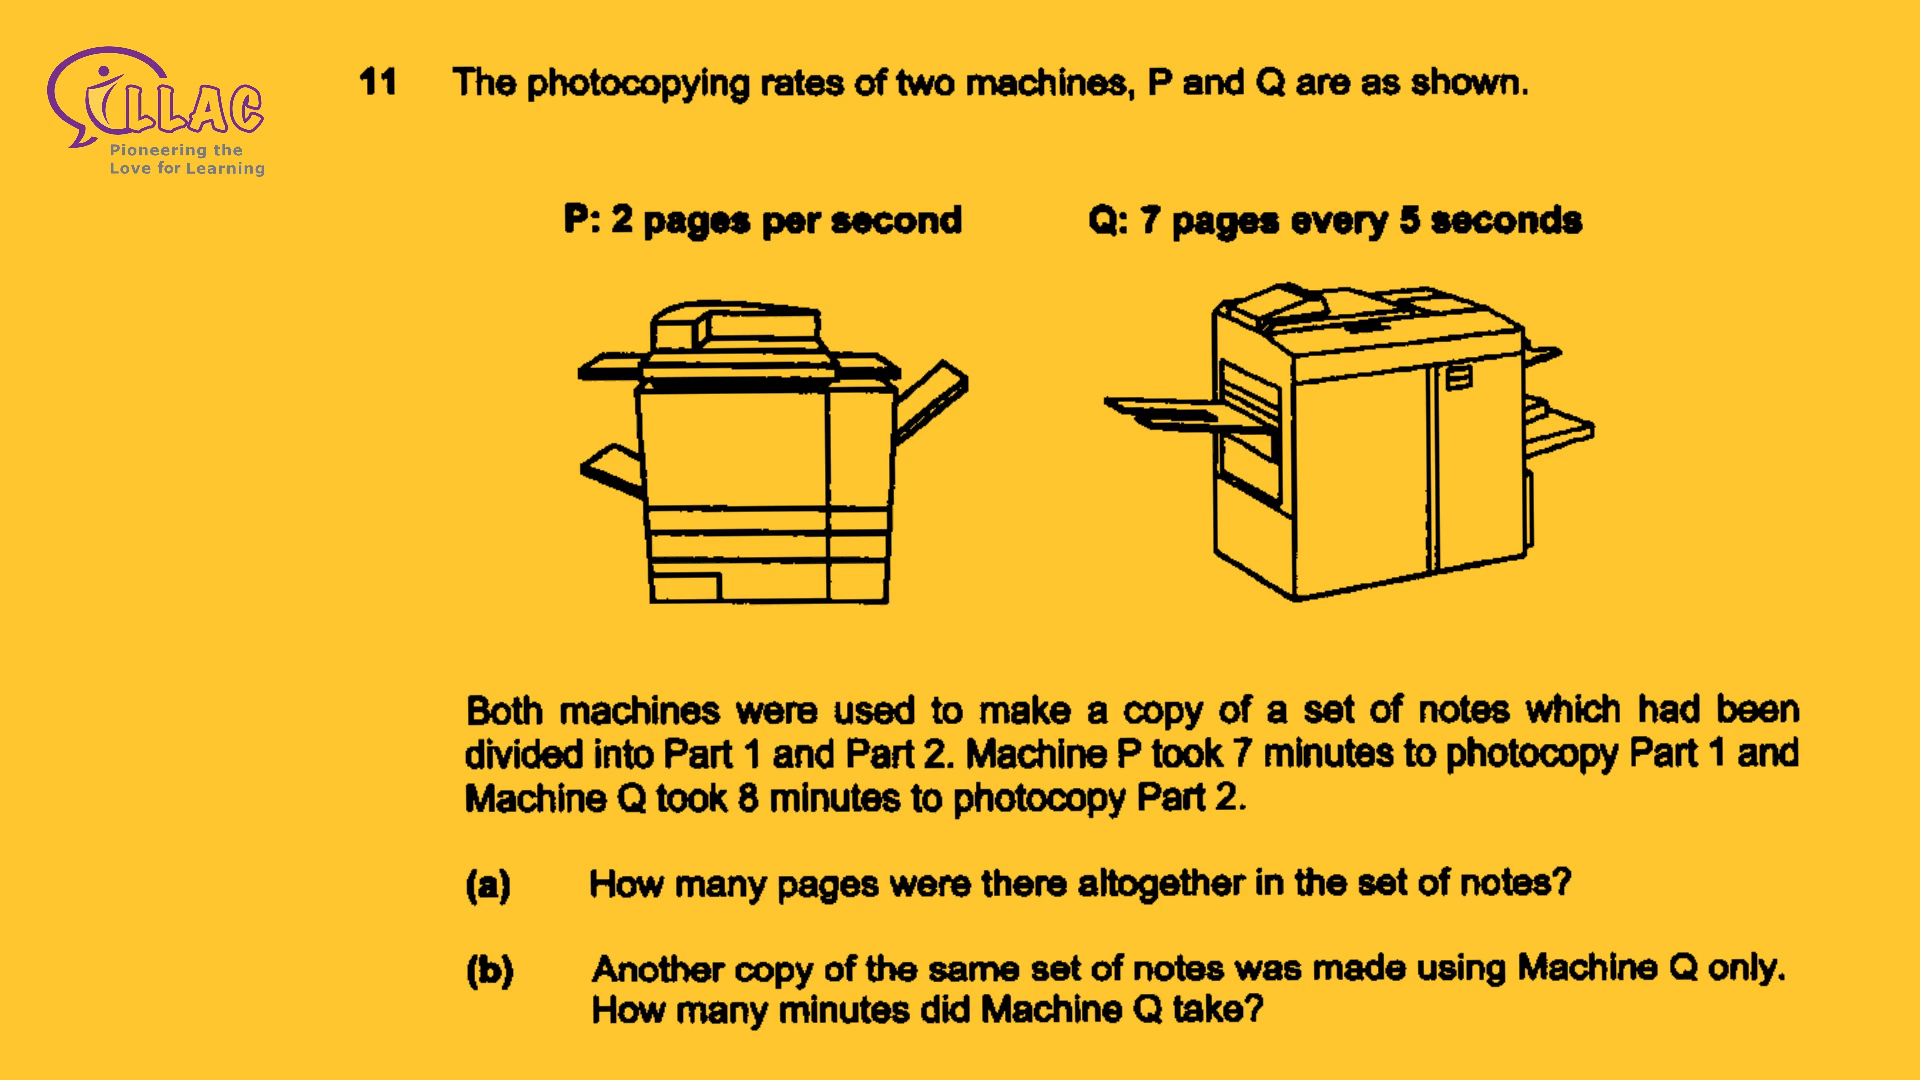 iLLAC
Pioneering the
Love for Learning
11 The photocopying rates of two machines, P and Q are as shown.
P: 2 pages per second Q: 7 pages every 5 seconds
Both machines were used to make a copy of a set of notes which had been
divided into Part 1 and Part 2. Machine P took 7 minutes to photocopy Part 1 and
Machine Q took 8 minutes to photocopy Part 2.
(a) How many pages were there altogether in the set of notes?
(b) Another copy of the same set of notes was made using Machine Q only.
How many minutes did Machine Q take?